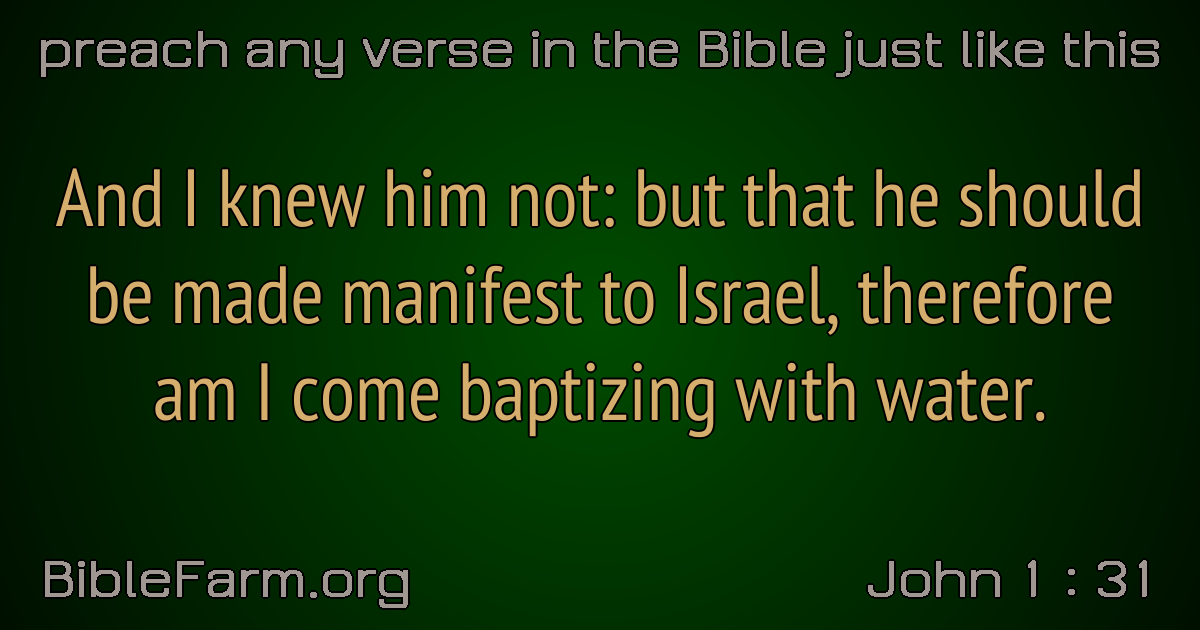 preach any verse in the Bible just like this
And I knew him not: but that he should
be made manifest to Israel, therefore
am I come baptizing with water.
BibleFarm.org
John 1 : 31